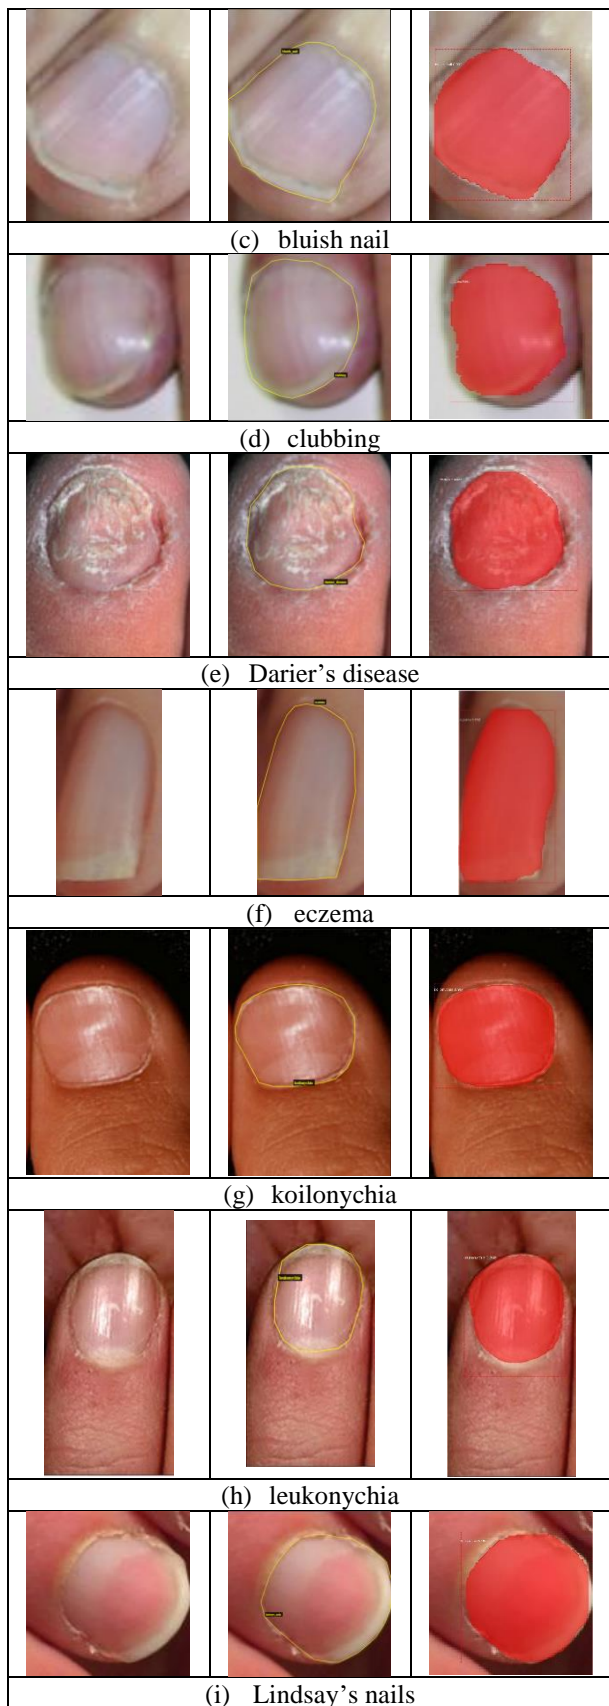 (c) bluish nail
(d) clubbing
(e) Darier's disease
(f) eczema
(g) koilonychia
(h) leukonychia
(i) Lindsay's nails